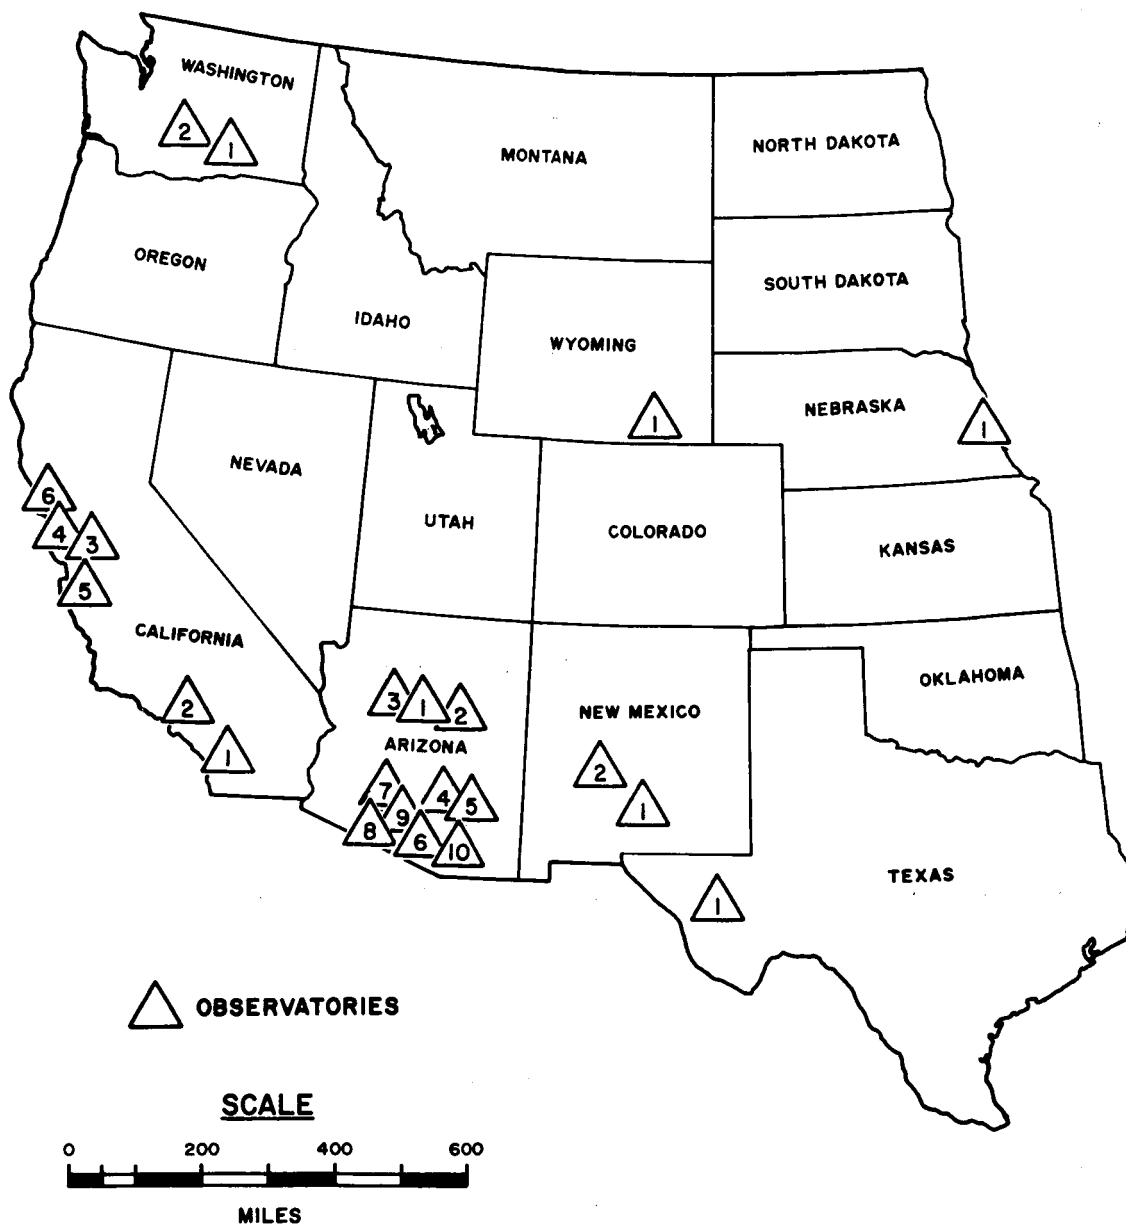 WASHINGTON
2
1
MONTANA
NORTH DAKOTA
OREGON
SOUTH DAKOTA
IDAHO
WYOMING
1
NEBRASKA
1
NEVADA
6
4
3
5
UTAH
COLORADO
KANSAS
CALIFORNIA
2
1
3
1
2
ARIZONA
7
4
5
9
8
6
10
NEW MEXICO
2
1
OKLAHOMA
TEXAS
1
OBSERVATORIES
SCALE
0 200 400 600
MILES